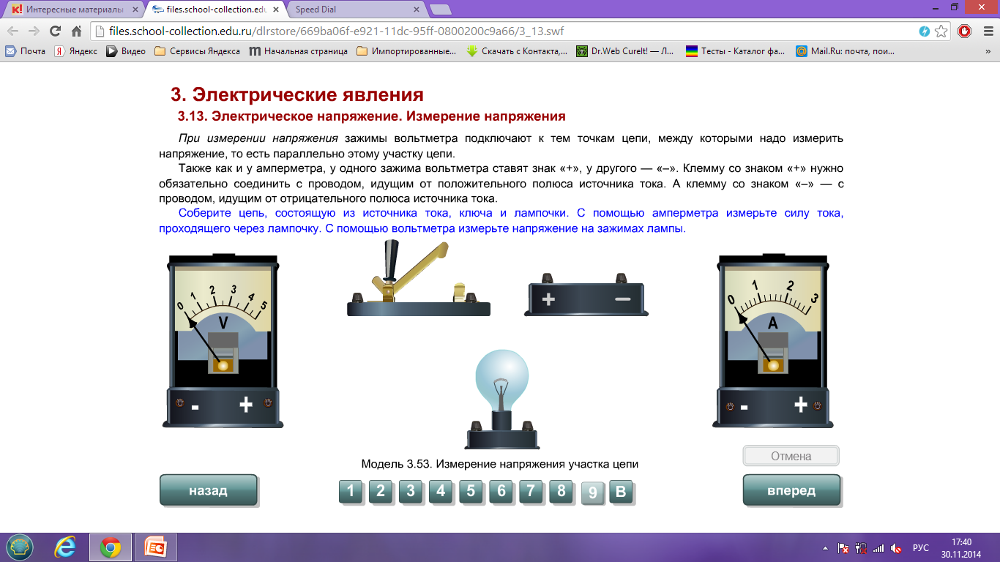 Интересные материалы
files.school-collection.edu
Speed Dial
files.school-collection.edu.ru/dlrstore/669ba06f-e921-11dc-95ff-0800200c9a66/3_13.swf
Почта
Яндекс
Видео
Сервисы Яндекса
Начальная страница
Импортированные...
Скачать с Контакта,...
Dr.Web CureIt! — Л...
Тесты - Каталог фа...
Mail.Ru: почта, пои...
»
3. Электрические явления
3.13. Электрическое напряжение. Измерение напряжения
При измерении напряжения зажимы вольтметра подключают к тем точкам цепи, между которыми надо измерить
напряжение, то есть параллельно этому участку цепи.
Также как и у амперметра, у одного зажима вольтметра ставят знак «+», у другого — «–». Клемму со знаком «+» нужно
обязательно соединить с проводом, идущим от положительного полюса источника тока. А клемму со знаком «–» — с
проводом, идущим от отрицательного полюса источника тока.
Соберите цепь, состоящую из источника тока, ключа и лампочки. С помощью амперметра измерьте силу тока,
проходящего через лампочку. С помощью вольтметра измерьте напряжение на зажимах лампы.
0 1 2 3 4 5
V
- +
+ –
0 1 2 3
A
- +
Модель 3.53. Измерение напряжения участка цепи
Отмена
назад
1 2 3 4 5 6 7 8 9 В
вперед
РУС
17:40
30.11.2014